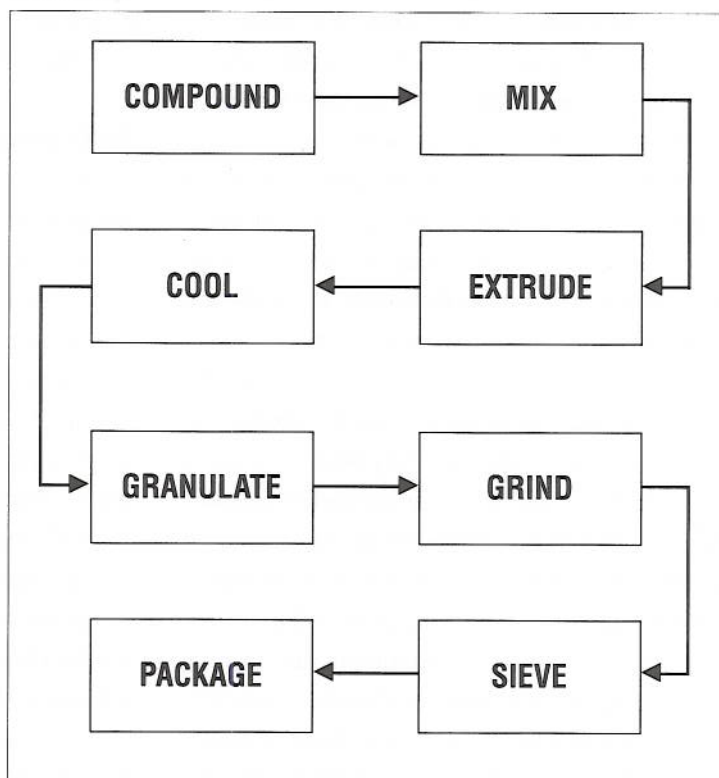 COMPOUND
MIX
EXTRUDE
COOL
GRANULATE
GRIND
SIEVE
PACKAGE